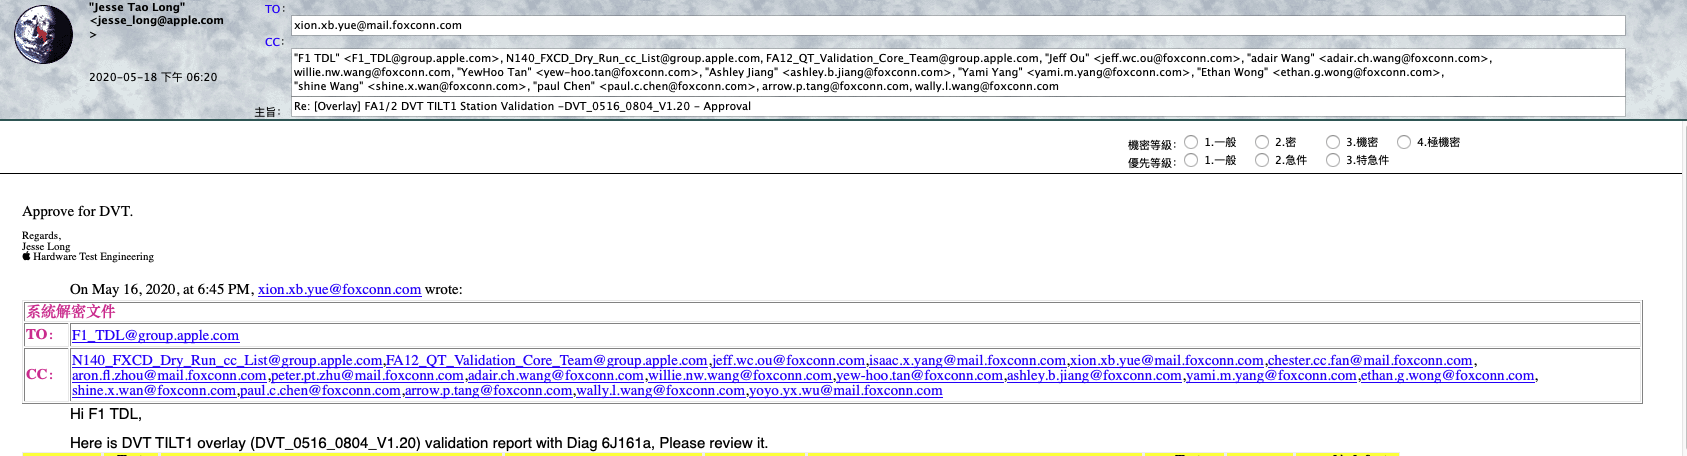 "Jesse Tao Long"
<jesse_long@apple.com
>
2020-05-18 下午 06:20
TO:
xion.xb.yue@mail.foxconn.com
CC:
"F1 TDL" <F1_TDL@group.apple.com>, N140_FXCD_Dry_Run_cc_List@group.apple.com, FA12_QT_Validation_Core_Team@group.apple.com, "Jeff Ou" <jeff.wc.ou@foxconn.com>, "adair Wang" <adair.ch.wang@foxconn.com>,
willie.nw.wang@foxconn.com, "YewHoo Tan" <yew-hoo.tan@foxconn.com>, "Ashley Jiang" <ashley.b.jiang@foxconn.com>, "Yami Yang" <yami.m.yang@foxconn.com>, "Ethan Wong" <ethan.g.wong@foxconn.com>,
"shine Wang" <shine.x.wan@foxconn.com>, "paul Chen" <paul.c.chen@foxconn.com>, arrow.p.tang@foxconn.com, wally.l.wang@foxconn.com
主旨:
Re: [Overlay] FA1/2 DVT TILT1 Station Validation -DVT_0516_0804_V1.20 - Approval
機密等級: 1.一般 2.密 3.機密 4.極機密
優先等級: 1.一般 2.急件 3.特急件
Approve for DVT.
Regards,
Jesse Long
Hardware Test Engineering
On May 16, 2020, at 6:45 PM, xion.xb.yue@foxconn.com wrote:
系統解密文件
TO: F1_TDL@group.apple.com
CC:
N140_FXCD_Dry_Run_cc_List@group.apple.com,FA12_QT_Validation_Core_Team@group.apple.com,jeff.wc.ou@foxconn.com,isaac.x.yang@mail.foxconn.com,xion.xb.yue@mail.foxconn.com,chester.cc.fan@mail.foxconn.com,
aron.fl.zhou@mail.foxconn.com,peter.pt.zhu@mail.foxconn.com,adair.ch.wang@foxconn.com,willie.nw.wang@foxconn.com,yew-hoo.tan@foxconn.com,ashley.b.jiang@foxconn.com,yami.m.yang@foxconn.com,ethan.g.wong@foxconn.com,
shine.x.wan@foxconn.com,paul.c.chen@foxconn.com,arrow.p.tang@foxconn.com,wally.l.wang@foxconn.com,yoyo.yx.wu@mail.foxconn.com
Hi F1 TDL,
Here is DVT TILT1 overlay (DVT_0516_0804_V1.20) validation report with Diag 6J161a, Please review it.